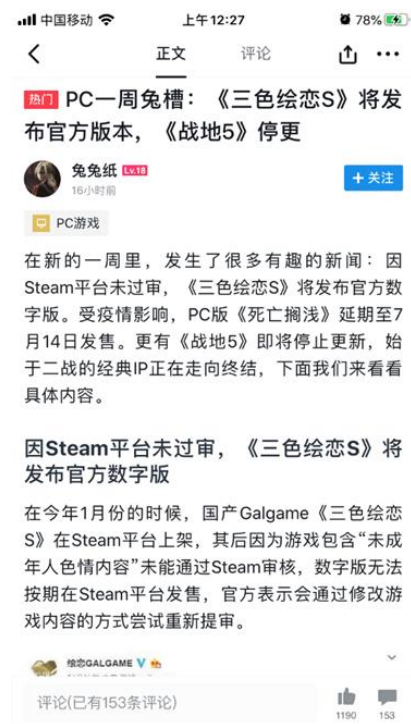 中国移动
上午12:27
78%
正文
评论
热门 PC一周兔槽：《三色绘恋S》将发
布官方版本，《战地5》停更
兔兔纸 Lv.18
16小时前
+ 关注
PC游戏
在新的一周里，发生了很多有趣的新闻：因
Steam平台未过审，《三色绘恋S》将发布官方数
字版。受疫情影响，PC版《死亡搁浅》延期至7
月14日发售。更有《战地5》即将停止更新，始
于二战的经典IP正在走向终结，下面我们来看看
具体内容。
因Steam平台未过审，《三色绘恋S》将
发布官方数字版
在今年1月份的时候，国产Galgame《三色绘恋
S》在Steam平台上架，其后因为游戏包含“未成
年人色情内容”未能通过Steam审核，数字版无法
按期在Steam平台发售，官方表示会通过修改游
戏内容的方式尝试重新提审。
绘恋GALGAME
评论(已有153条评论)
1190
153